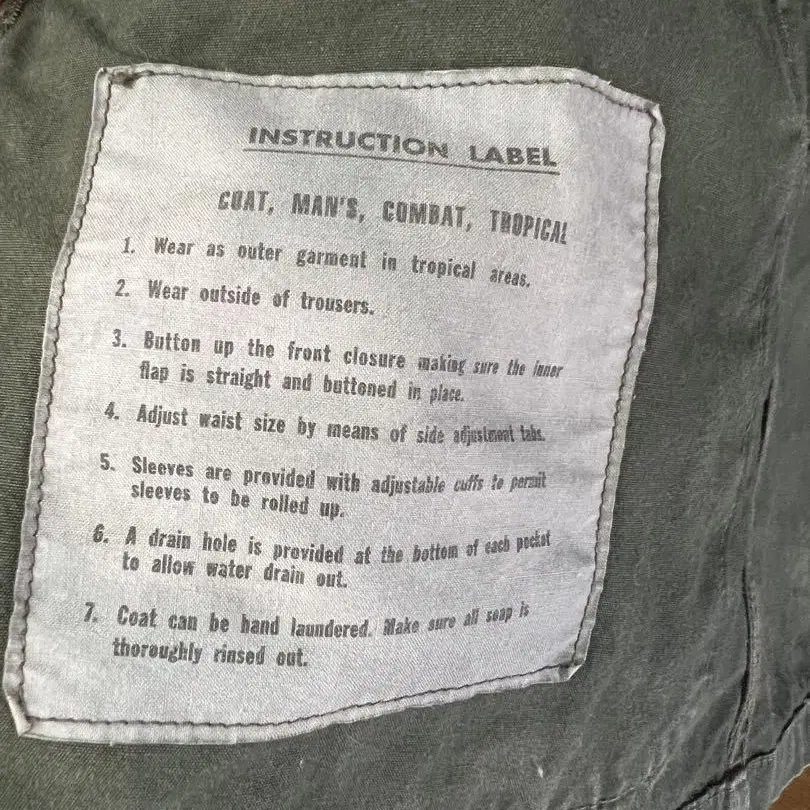 INSTRUCTION LABEL
COAT, MAN'S, COMBAT, TROPICAL
1. Wear as outer garment in tropical areas.
2. Wear outside of trousers.
3. Button up the front closure making sure the inner
flap is straight and buttoned in place.
4. Adjust waist size by means of side adjustment tabs.
5. Sleeves are provided with adjustable cuffs to permit
sleeves to be rolled up.
6. A drain hole is provided at the bottom of each pocket
to allow water drain out.
7. Coat can be hand laundered. Make sure all soap is
thoroughly rinsed out.